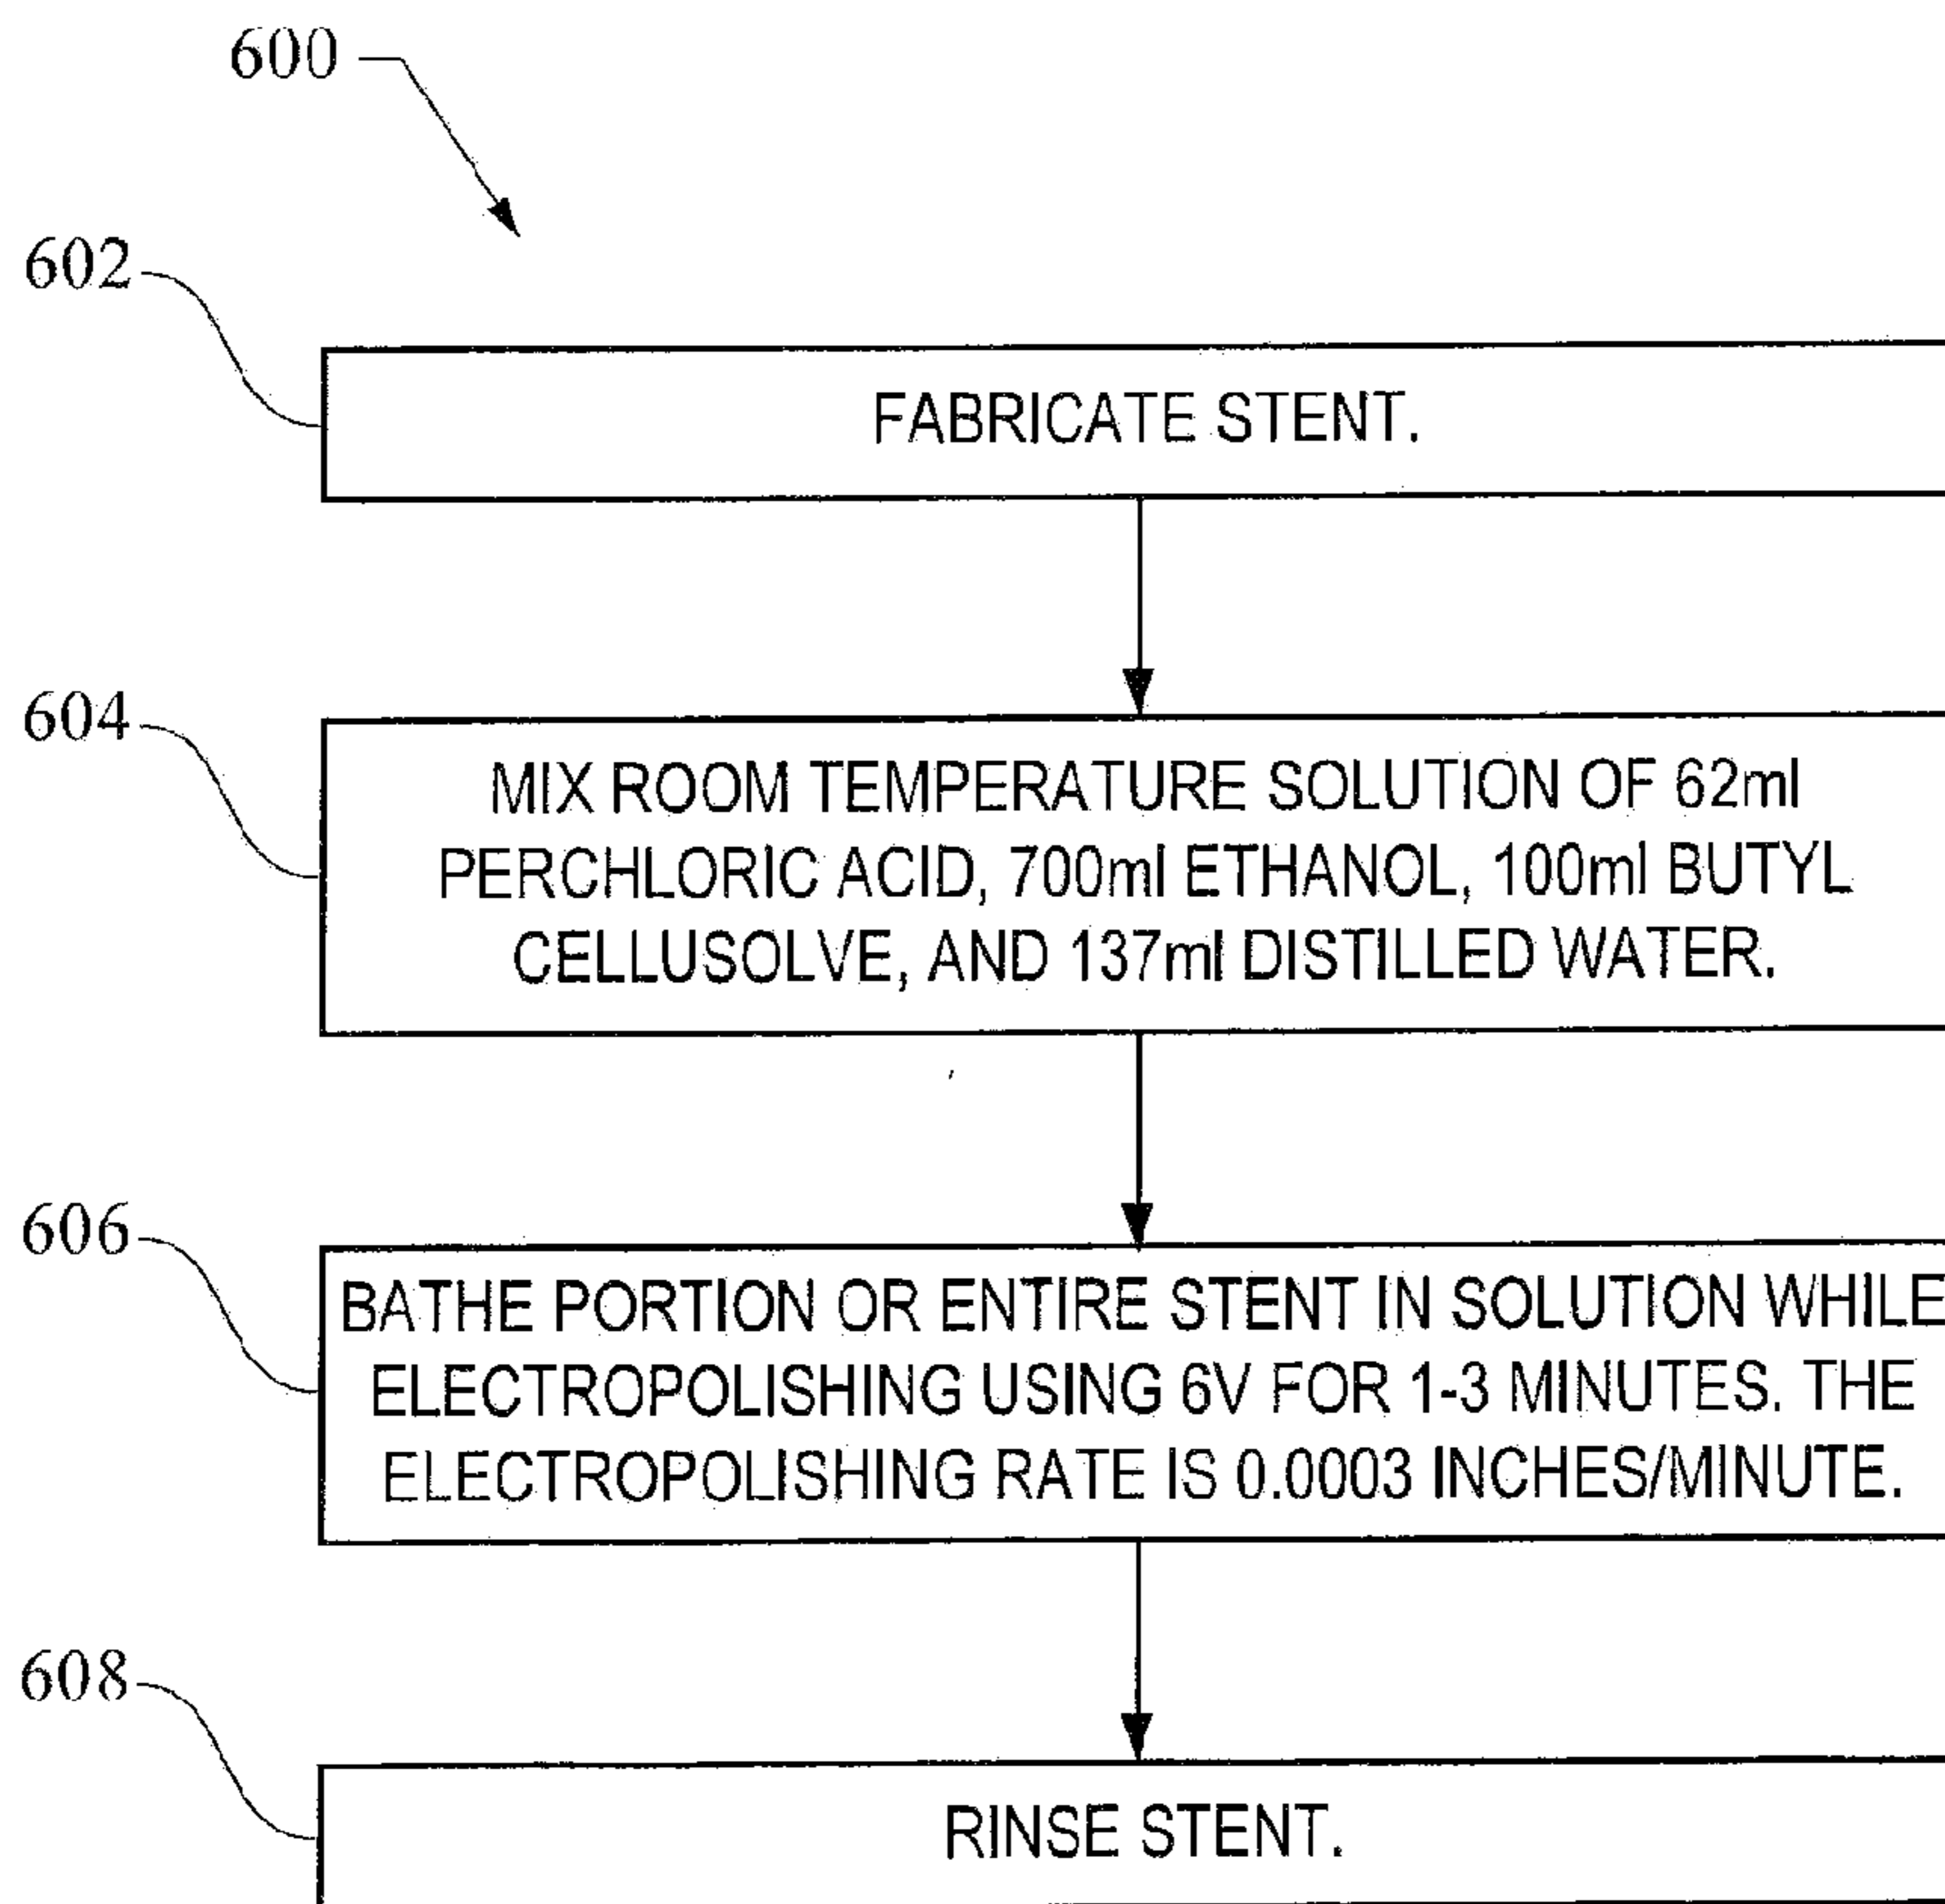 600
602
FABRICATE STENT.
604
MIX ROOM TEMPERATURE SOLUTION OF 62ml
PERCHLORIC ACID, 700ml ETHANOL, 100ml BUTYL
CELLUSOLVE, AND 137ml DISTILLED WATER.
606
BATHE PORTION OR ENTIRE STENT IN SOLUTION WHILE
ELECTROPOLISHING USING 6V FOR 1-3 MINUTES. THE
ELECTROPOLISHING RATE IS 0.0003 INCHES/MINUTE.
608
RINSE STENT.